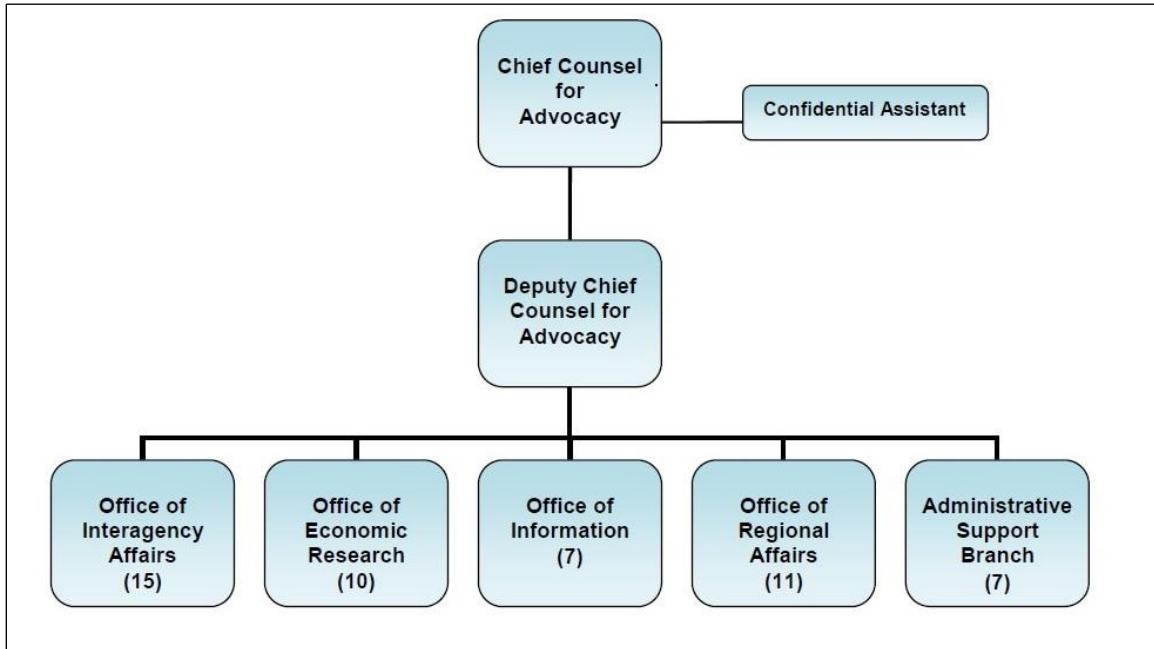 Chief Counsel
for
Advocacy
Confidential Assistant
Deputy Chief
Counsel for
Advocacy
Office of
Interagency
Affairs
(15)
Office of
Economic
Research
(10)
Office of
Information
(7)
Office of
Regional
Affairs
(11)
Administrative
Support
Branch
(7)